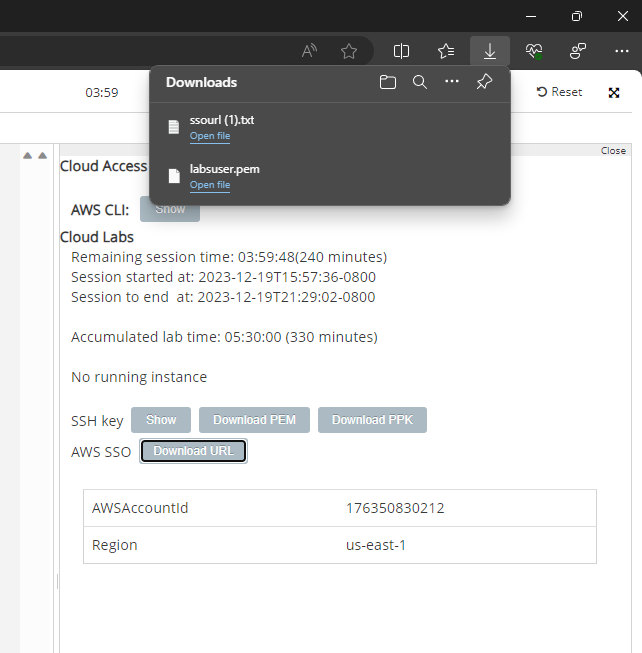 Downloads
03:59
Reset
ssourl (1).txt
Open file
labsuser.pem
Open file
Close
Cloud Access
AWS CLI: Show
Cloud Labs
Remaining session time: 03:59:48(240 minutes)
Session started at: 2023-12-19T15:57:36-0800
Session to end  at: 2023-12-19T21:29:02-0800
Accumulated lab time: 05:30:00 (330 minutes)
No running instance
SSH key Show Download PEM Download PPK
AWS SSO Download URL
AWSAccountId 176350830212
Region us-east-1